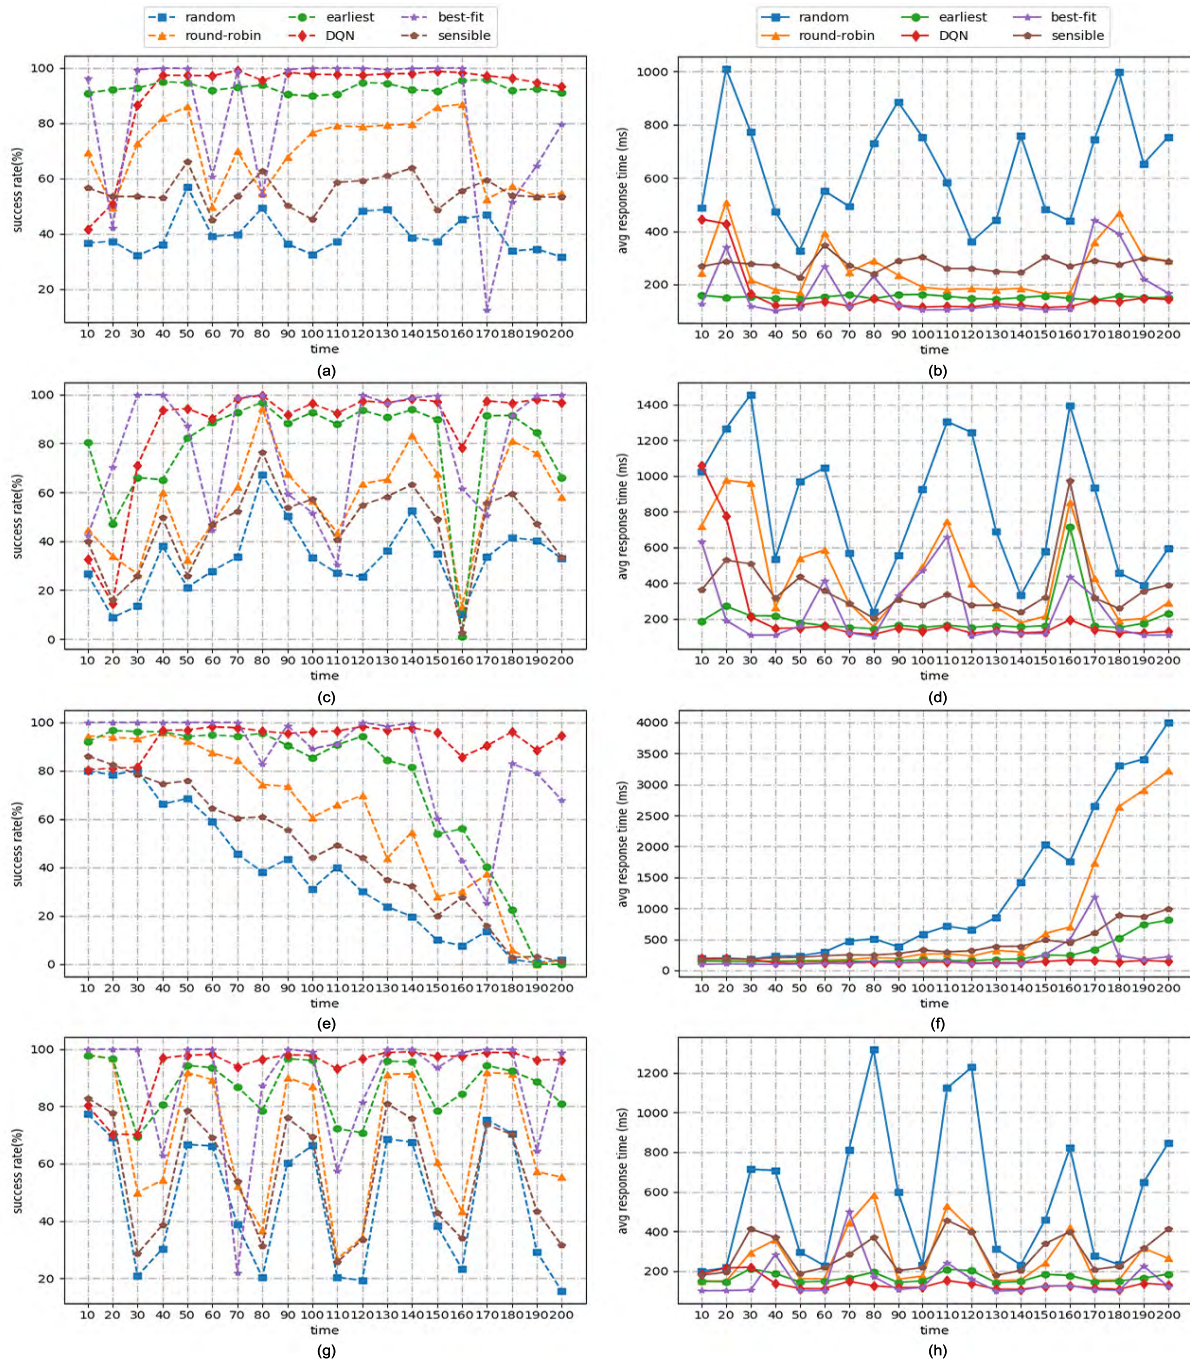 random earliest best-fit
round-robin DQN sensible
random earliest best-fit
round-robin DQN sensible
success rate(%)
100
80
60
40
20
10 20 30 40 50 60 70 80 90 100 110 120 130 140 150 160 170 180 190 200
time
(a)
avg response time (ms)
1000
800
600
400
200
10 20 30 40 50 60 70 80 90 100 110 120 130 140 150 160 170 180 190 200
time
(b)
success rate(%)
100
80
60
40
20
0
10 20 30 40 50 60 70 80 90 100 110 120 130 140 150 160 170 180 190 200
time
(c)
avg response time (ms)
1400
1200
1000
800
600
400
200
10 20 30 40 50 60 70 80 90 100 110 120 130 140 150 160 170 180 190 200
time
(d)
success rate(%)
100
80
60
40
20
0
10 20 30 40 50 60 70 80 90 100 110 120 130 140 150 160 170 180 190 200
time
(e)
avg response time (ms)
4000
3500
3000
2500
2000
1500
1000
500
0
10 20 30 40 50 60 70 80 90 100 110 120 130 140 150 160 170 180 190 200
time
(f)
success rate(%)
100
80
60
40
20
10 20 30 40 50 60 70 80 90 100 110 120 130 140 150 160 170 180 190 200
time
(g)
avg response time (ms)
1200
1000
800
600
400
200
10 20 30 40 50 60 70 80 90 100 110 120 130 140 150 160 170 180 190 200
time
(h)